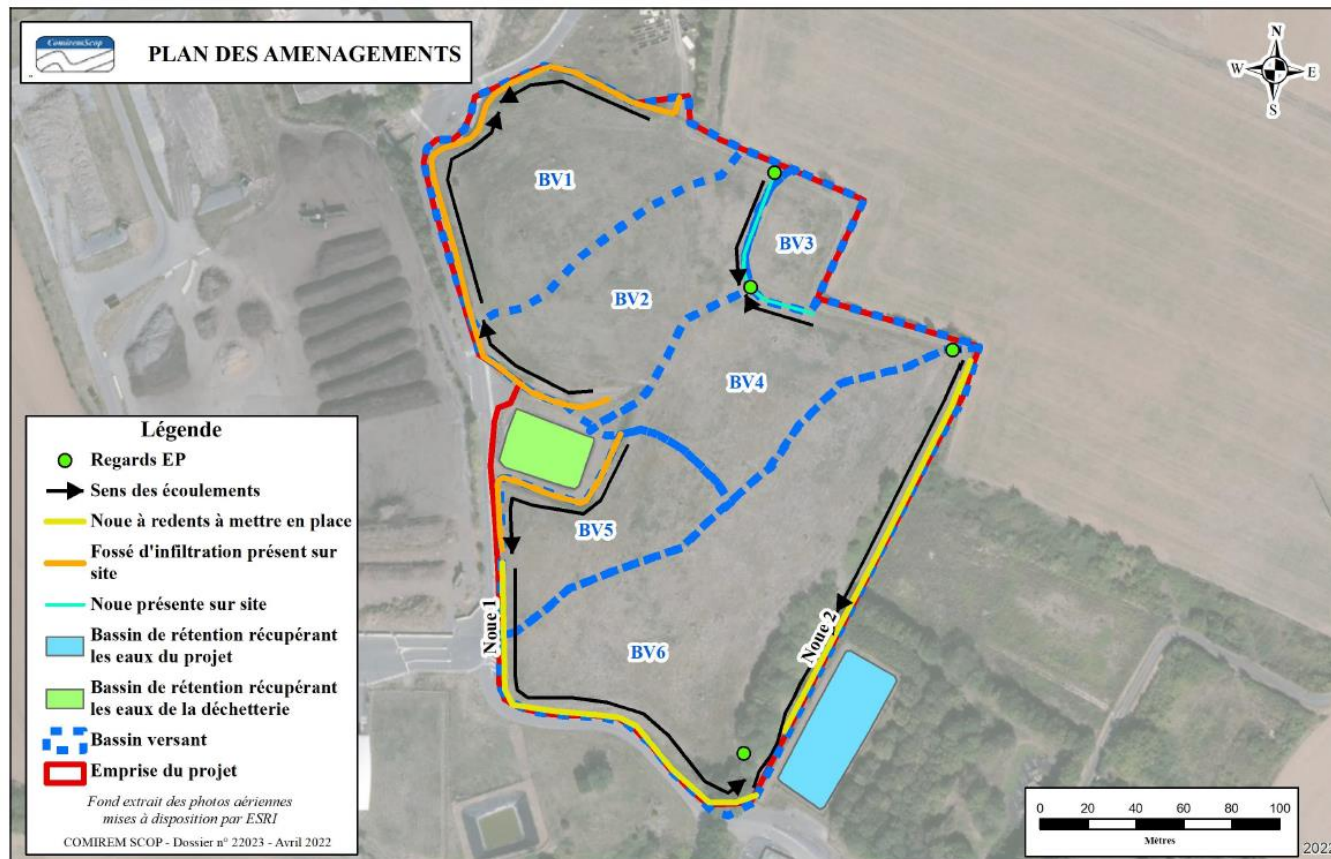 ComiremScop
PLAN DES AMENAGEMENTS
N
W
E
S
BV1
BV3
BV2
BV4
BV5
BV6
Noue 1
Noue 2
Légende
Regards EP
Sens des écoulements
Noue à redents à mettre en place
Fossé d'infiltration présent sur
site
Noue présente sur site
Bassin de rétention récupérant
les eaux du projet
Bassin de rétention récupérant
les eaux de la déchetterie
Bassin versant
Emprise du projet
Fond extrait des photos aériennes
mises à disposition par ESRI
COMIREM SCOP - Dossier n° 22023 - Avril 2022
0 20 40 60 80 100
Mètres
2022